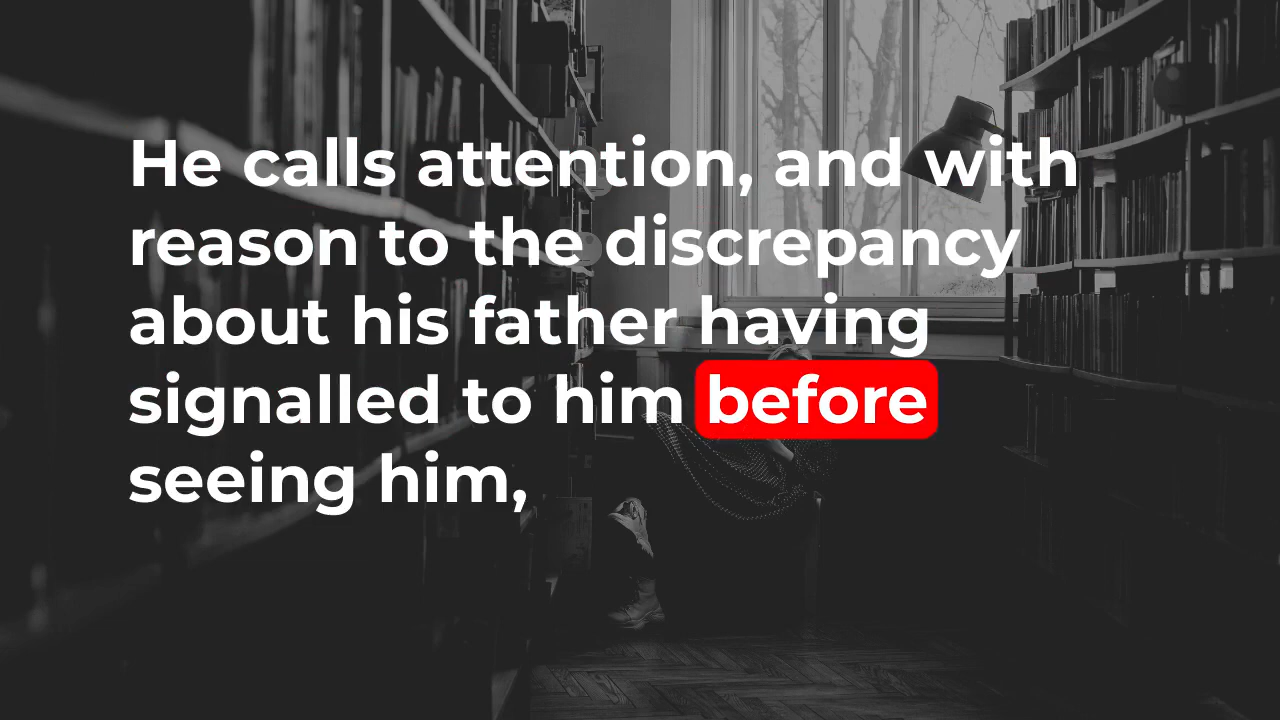 He calls attention, and with
reason to the discrepancy
about his father having
signalled to him before
seeing him,